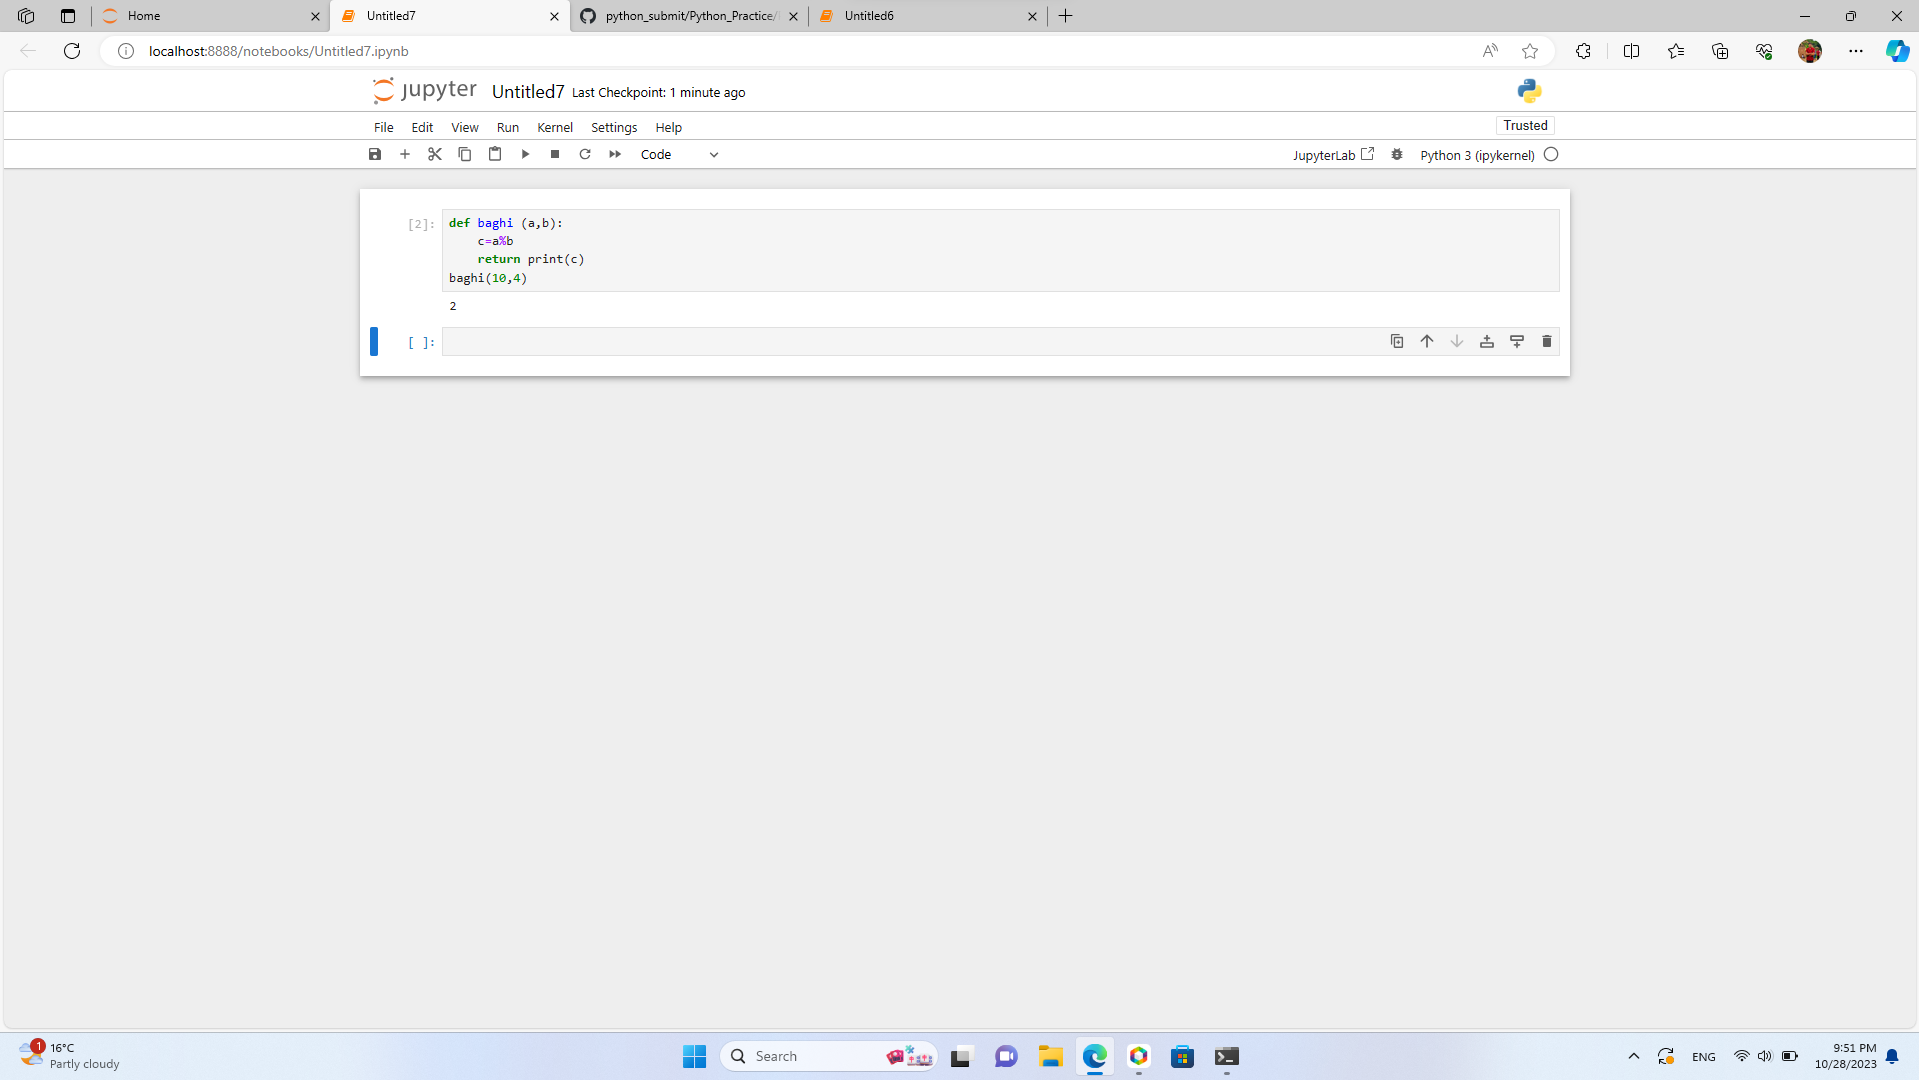 Home
Untitled7
python_submit/Python_Practice/
Untitled6
localhost:8888/notebooks/Untitled7.ipynb
jupyter Untitled7 Last Checkpoint: 1 minute ago
File Edit View Run Kernel Settings Help
Trusted
Code
JupyterLab
Python 3 (ipykernel)
[2]:
def baghi (a,b):
    c=a%b
    return print(c)
baghi(10,4)
2
[ ]:
1
16°C
Partly cloudy
Search
ENG
9:51 PM
10/28/2023